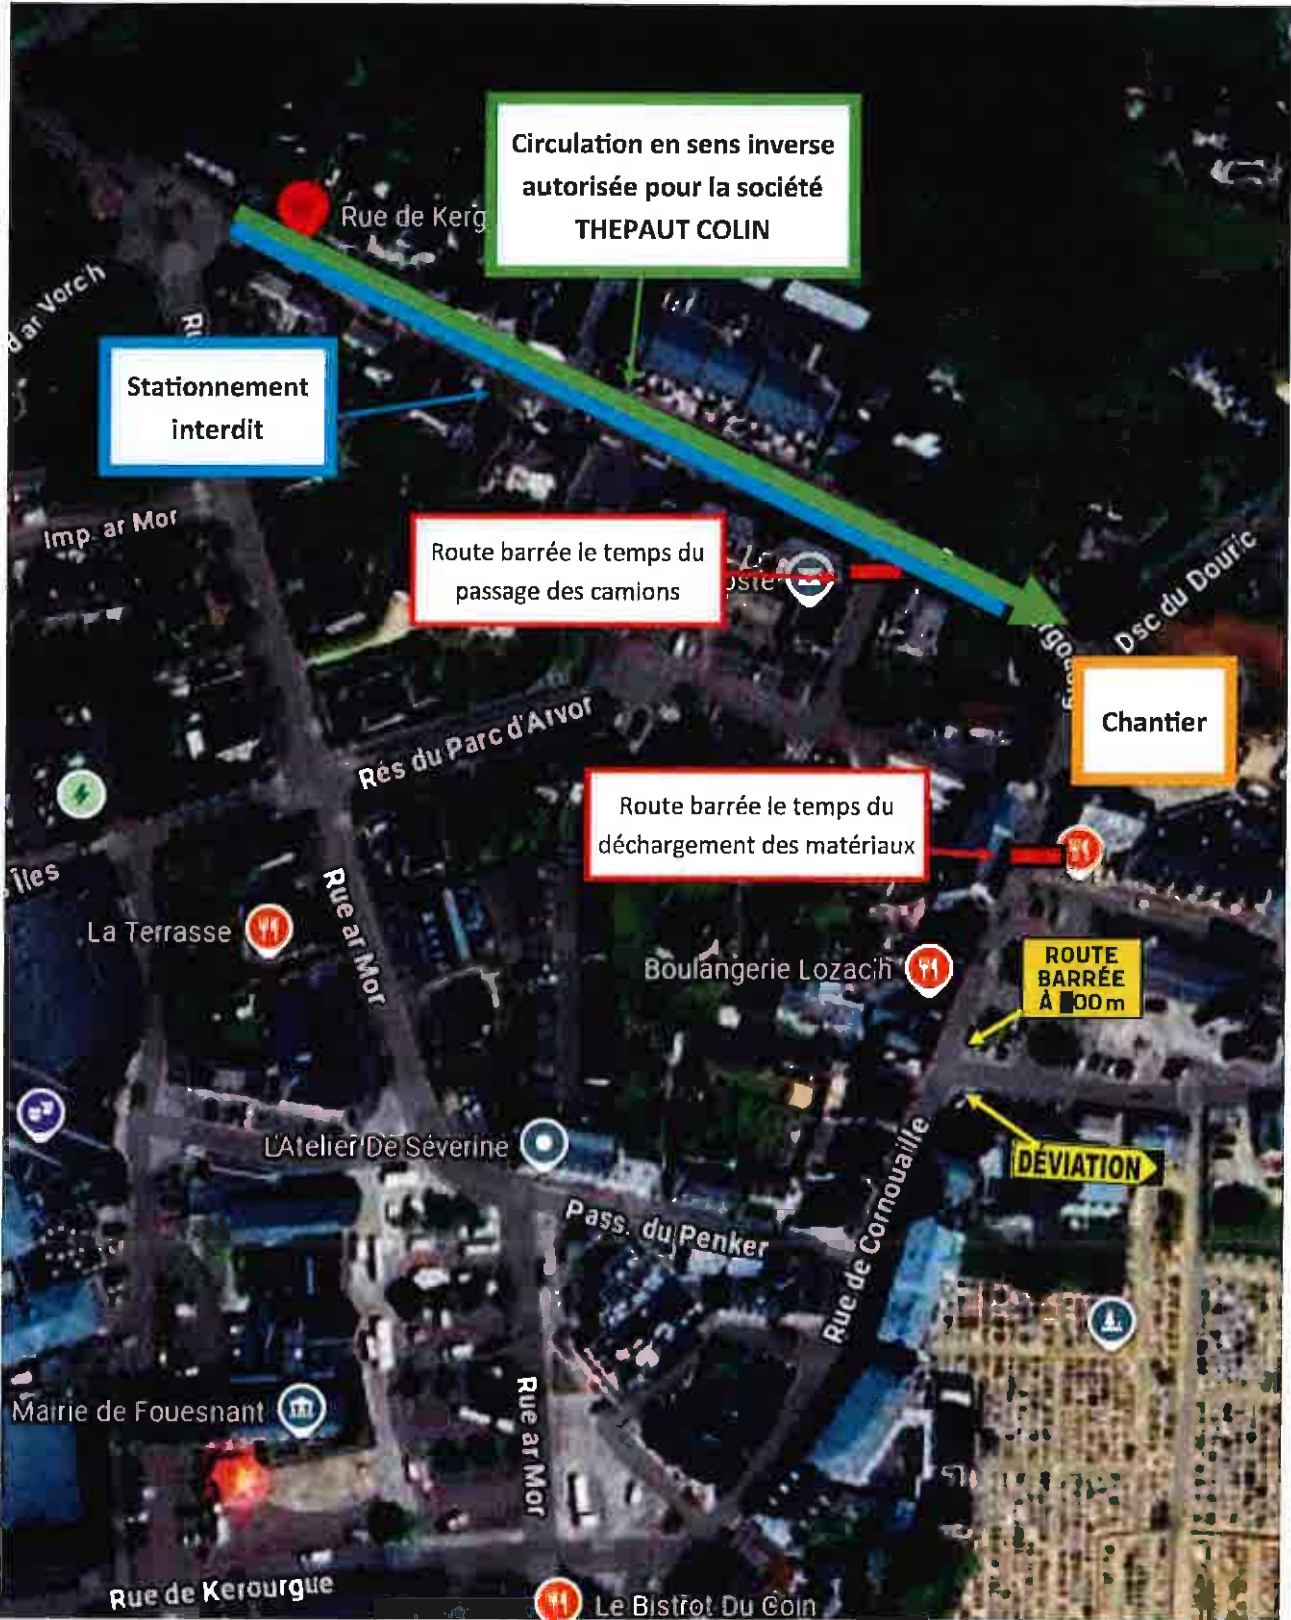 Circulation en sens inverse
autorisée pour la société
THEPAUT COLIN
Rue de Kerg
d'ar Vorch
Stationnement
interdit
Imp. ar Mor
Route barrée le temps du
passage des camions
Dsc du Douric
Chantier
Rés du Parc d'Arvor
Route barrée le temps du
déchargement des matériaux
Îles
La Terrasse
Rue ar Mor
Boulangerie Lozach
ROUTE
BARRÉE
À 00m
L'Atelier De Séverine
DÉVIATION
Pass. du Penker
Rue de Cornouaille
Mairie de Fouesnant
Rue ar Mor
Rue de Kerourgue
Le Bistrot Du Coin